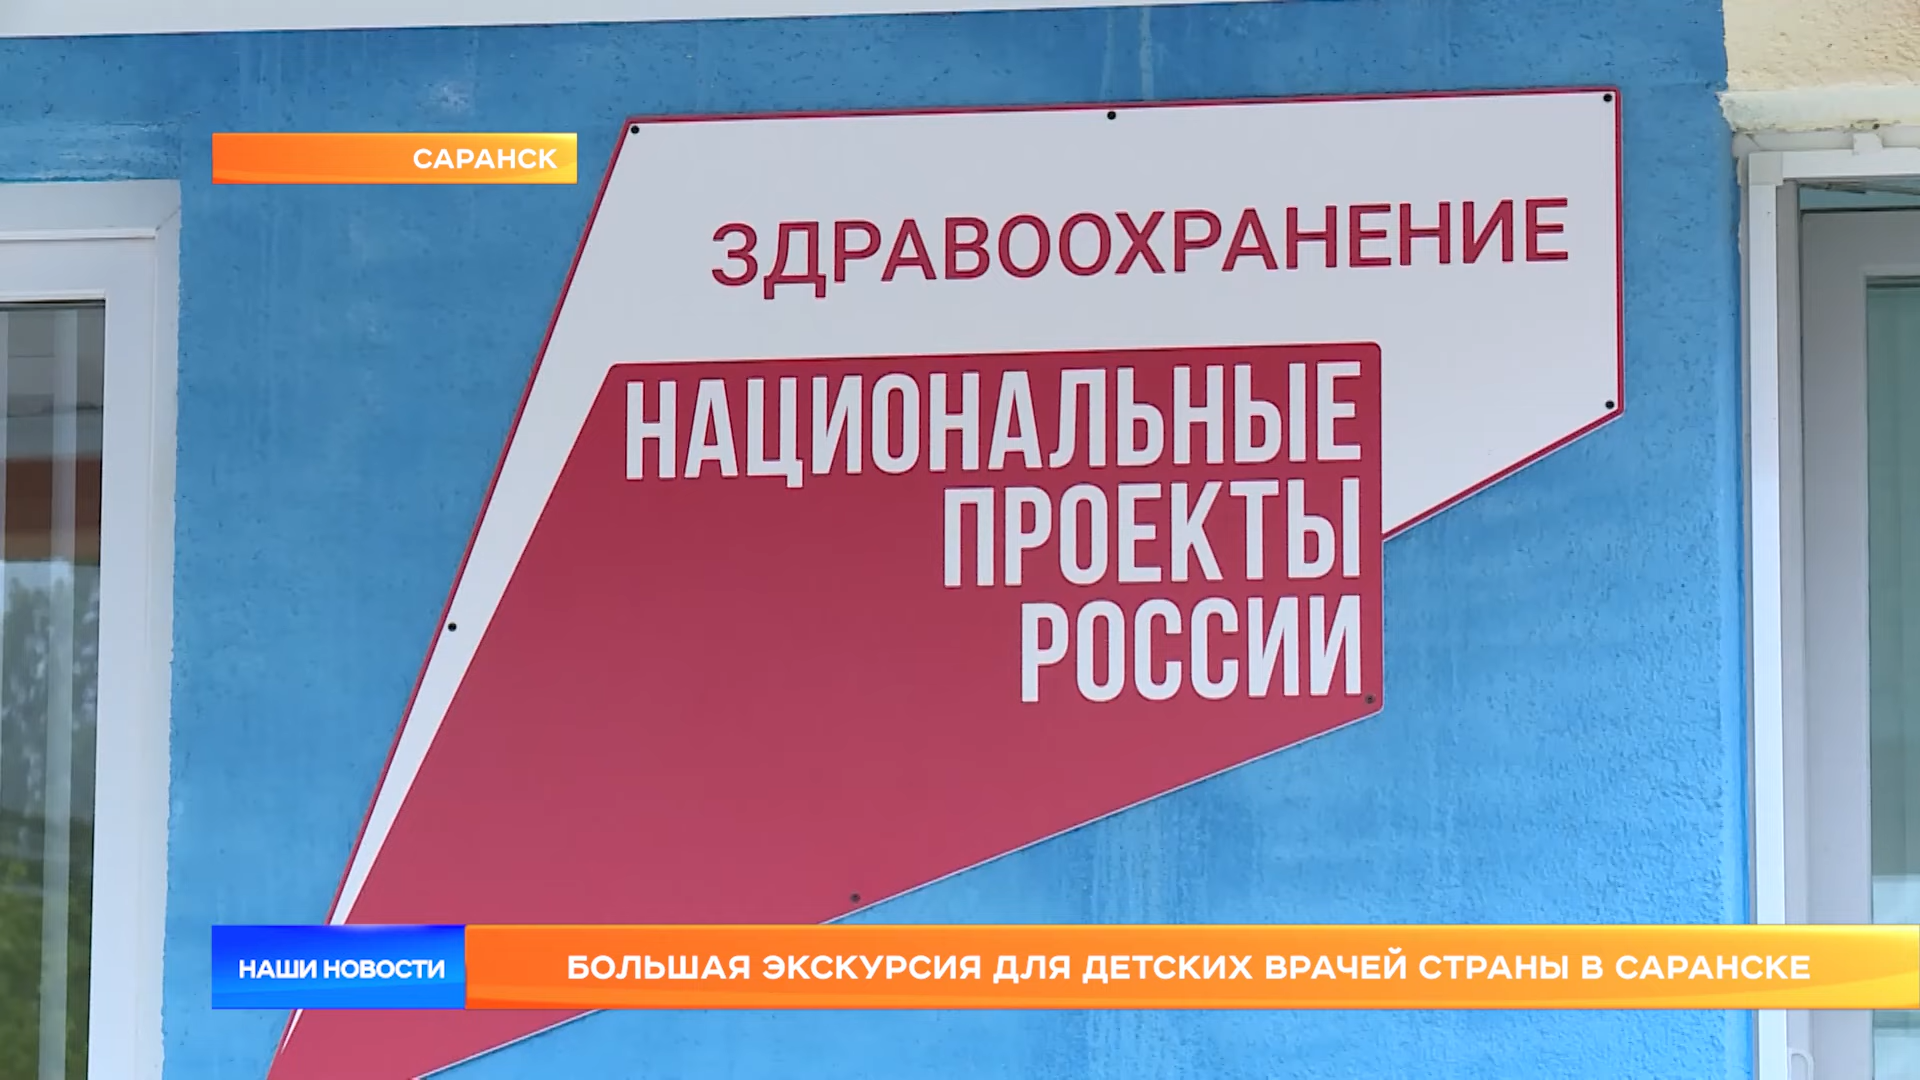 САРАНСК
ЗДРАВООХРАНЕНИЕ
НАЦИОНАЛЬНЫЕ
ПРОЕКТЫ
РОССИИ
НАШИ НОВОСТИ
БОЛЬШАЯ ЭКСКУРСИЯ ДЛЯ ДЕТСКИХ ВРАЧЕЙ СТРАНЫ В САРАНСКЕ